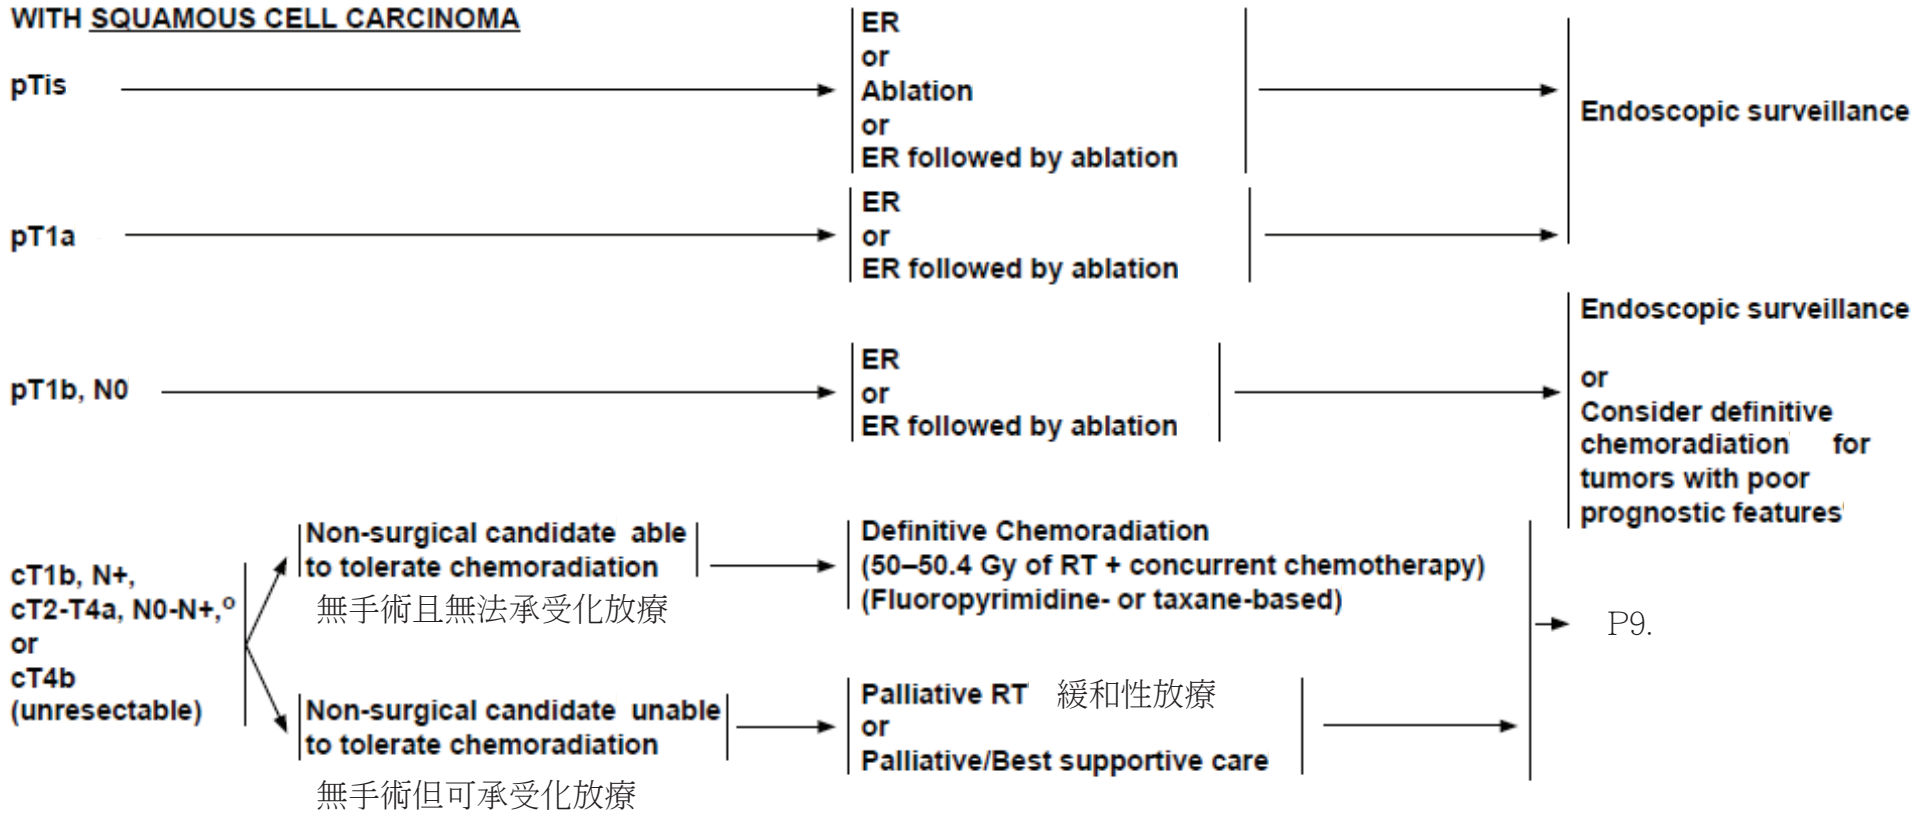 WITH SQUAMOUS CELL CARCINOMA
pTis
ER
or
Ablation
or
ER followed by ablation
Endoscopic surveillance
pT1a
ER
or
ER followed by ablation
pT1b, N0
ER
or
ER followed by ablation
Endoscopic surveillance
or
Consider definitive
chemoradiation for
tumors with poor
prognostic features
cT1b, N+,
cT2-T4a, N0-N+,o
or
cT4b
(unresectable)
Non-surgical candidate able
to tolerate chemoradiation
無手術且無法承受化放療
Definitive Chemoradiation
(50–50.4 Gy of RT + concurrent chemotherapy)
(Fluoropyrimidine- or taxane-based)
P9.
Non-surgical candidate unable
to tolerate chemoradiation
無手術但可承受化放療
Palliative RT 緩和性放療
or
Palliative/Best supportive care